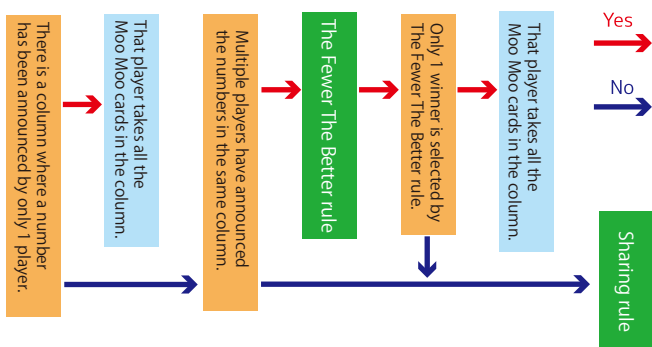 There is a column where a number
has been announced by only 1 player.
That player takes all the
Moo Moo cards in the column.
Multiple players have announced
the numbers in the same column.
The Fewer The Better rule
Only 1 winner is selected by
The Fewer The Better rule.
That player takes all the
Moo Moo cards in the column.
Yes
No
Sharing rule